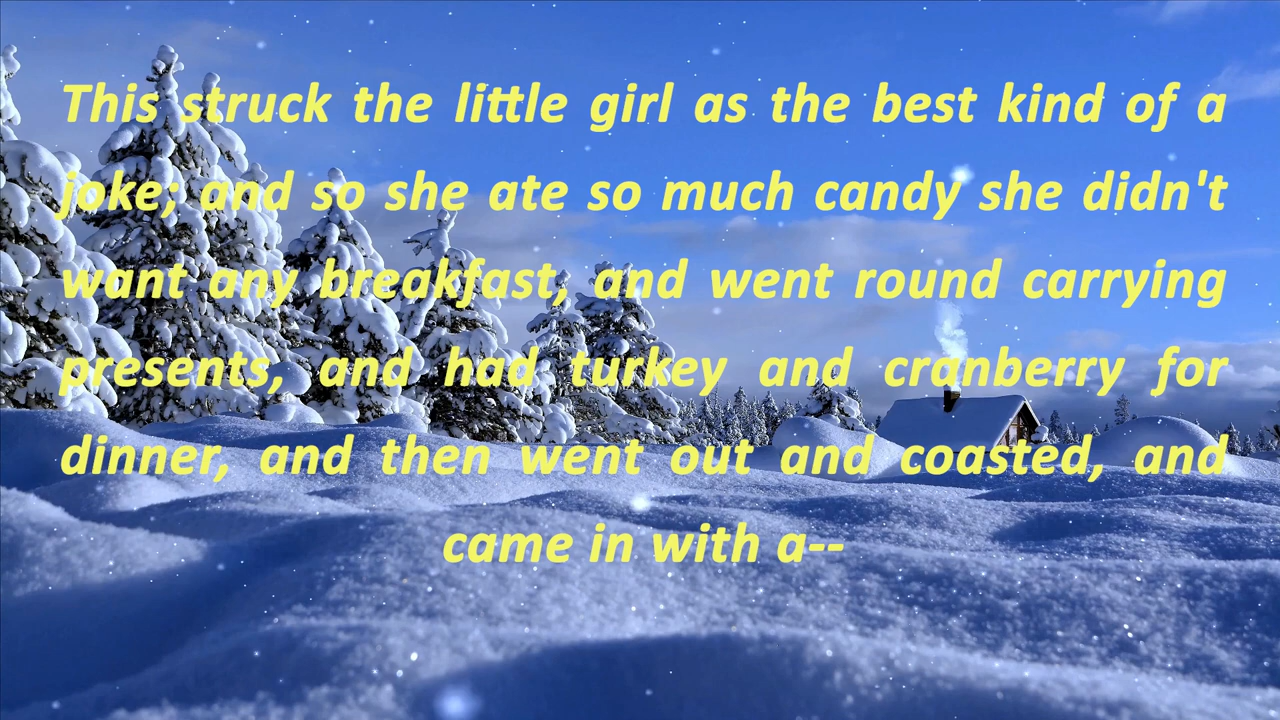 This struck the little girl as the best kind of a
joke; and so she ate so much candy she didn't
want any breakfast, and went round carrying
presents, and had turkey and cranberry for
dinner, and then went out and coasted, and
came in with a--